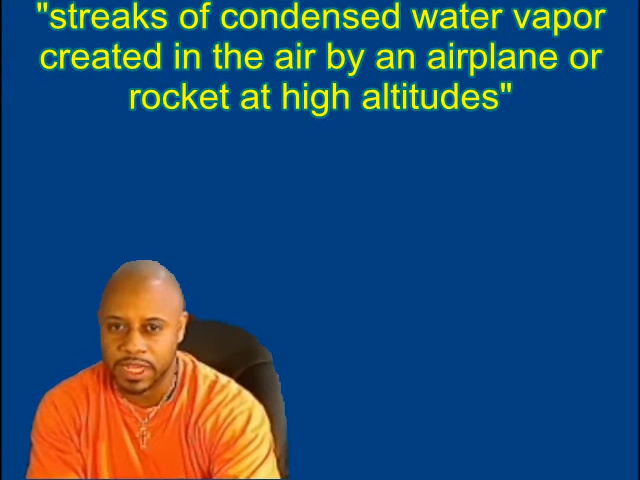 "streaks of condensed water vapor
created in the air by an airplane or
rocket at high altitudes"